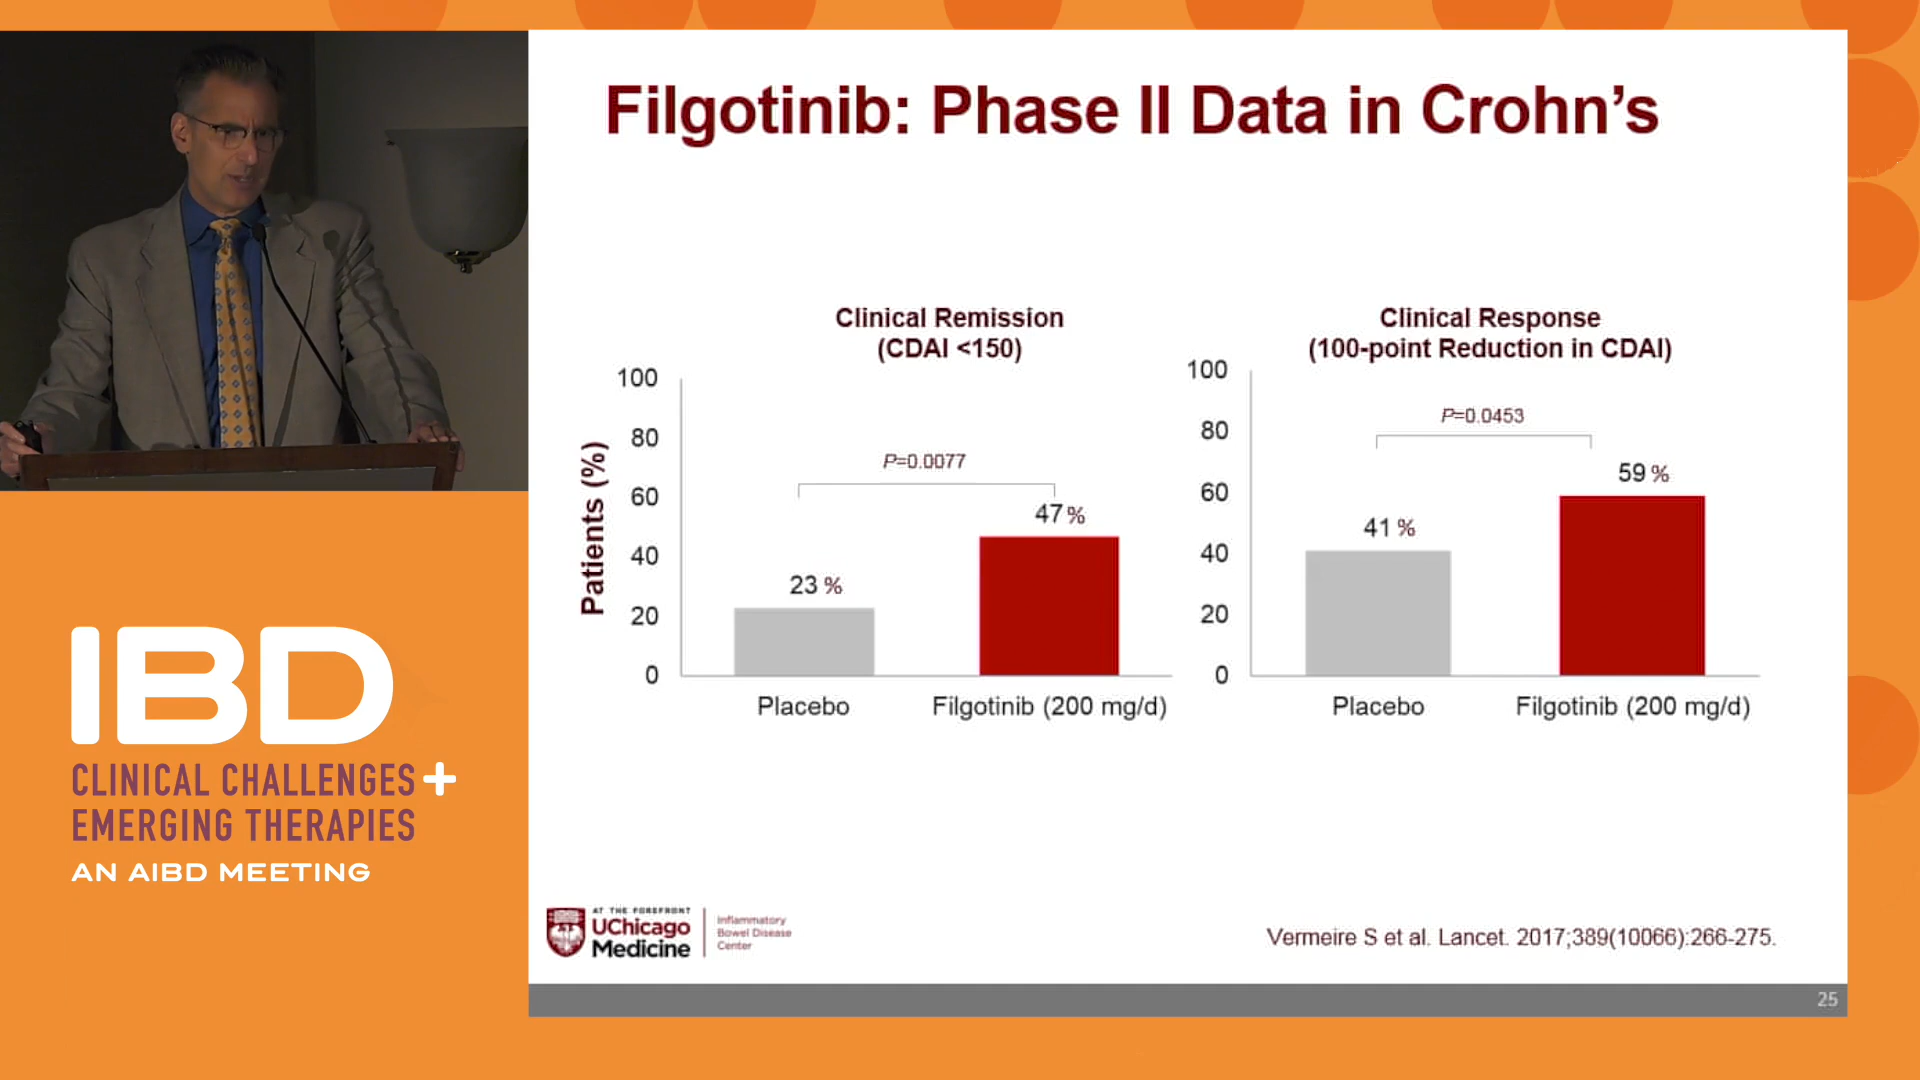 Filgotinib: Phase II Data in Crohn's
Clinical Remission
(CDAI <150)
Patients (%)
100
80
60
40
20
0
P=0.0077
23 %
47 %
Placebo
Filgotinib (200 mg/d)
Clinical Response
(100-point Reduction in CDAI)
100
80
60
40
20
0
P=0.0453
41 %
59 %
Placebo
Filgotinib (200 mg/d)
IBD
CLINICAL CHALLENGES +
EMERGING THERAPIES
AN AIBD MEETING
AT THE FOREFRONT
UChicago
Medicine
Inflammatory
Bowel Disease
Center
Vermeire S et al. Lancet. 2017;389(10066):266-275.
25